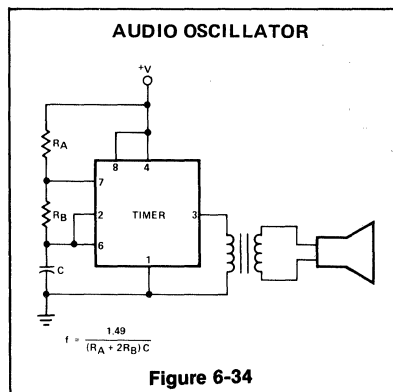 AUDIO OSCILLATOR
+V
RA
8
4
7
RB
2
TIMER
3
6
C
1
f = 1.49 / (RA + 2RB) C
Figure 6-34